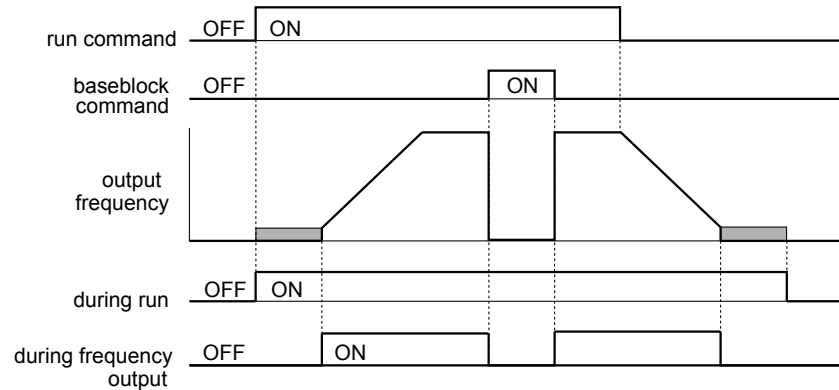 run command
OFF
ON
baseblock
command
OFF
ON
output
frequency
during run
OFF
ON
during frequency
output
OFF
ON